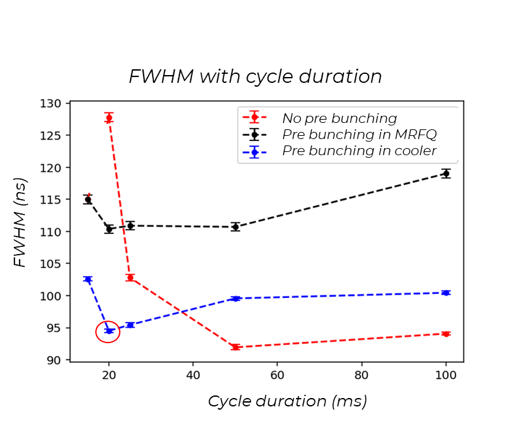 FWHM with cycle duration
No pre bunching
Pre bunching in MRFQ
Pre bunching in cooler
FWHM (ns)
130
125
120
115
110
105
100
95
90
20
40
60
80
100
Cycle duration (ms)